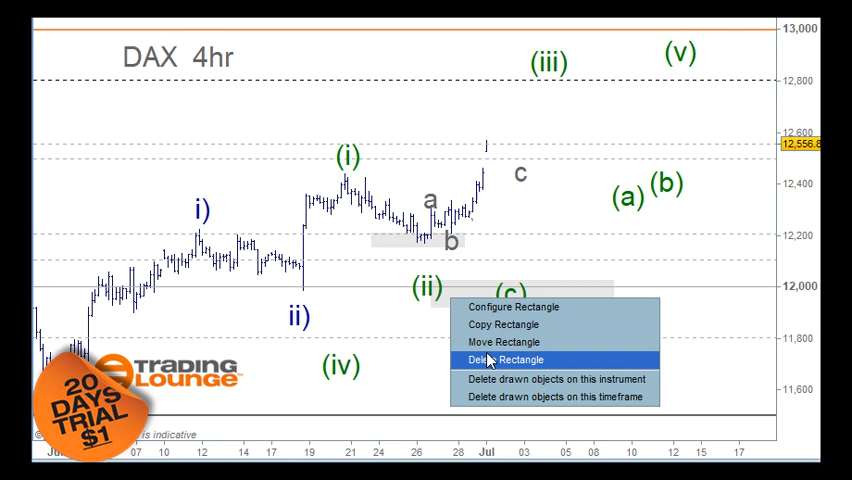 13,000
DAX 4hr
(iii)
(v)
12,800
12,600
12,556.8
(i)
c
12,400
a
(a)
(b)
i)
12,200
b
(ii)
(c)
12,000
ii)
Configure Rectangle
Copy Rectangle
Move Rectangle
Delete Rectangle
Delete drawn objects on this instrument
Delete drawn objects on this timeframe
11,800
(iv)
TRADING
LOUNGE
20
DAYS
TRIAL
$1
11,600
is indicative
07 10 12 14 17 19 21 24 26 28 Jul 03 05 08 10 12 15 17